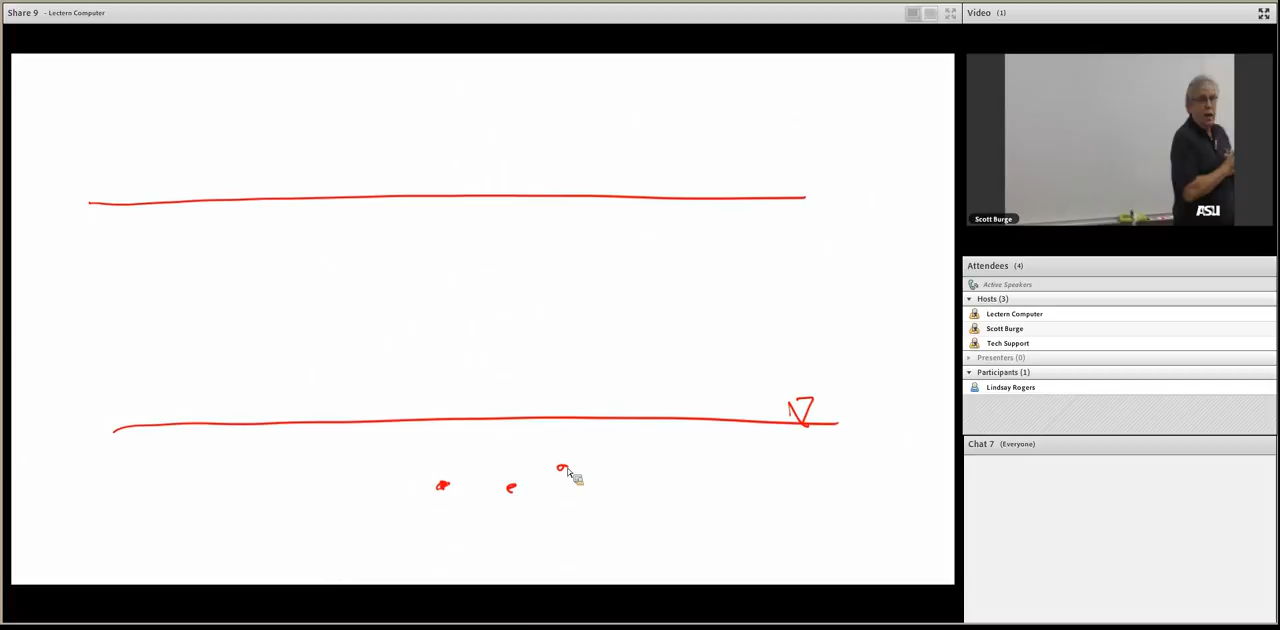 Share 9 - Lectern Computer
Video (1)
ASU
Scott Burge
Attendees (4)
Active Speakers
Hosts (3)
Lectern Computer
Scott Burge
Tech Support
Presenters (0)
Participants (1)
Lindsay Rogers
Chat 7 (Everyone)